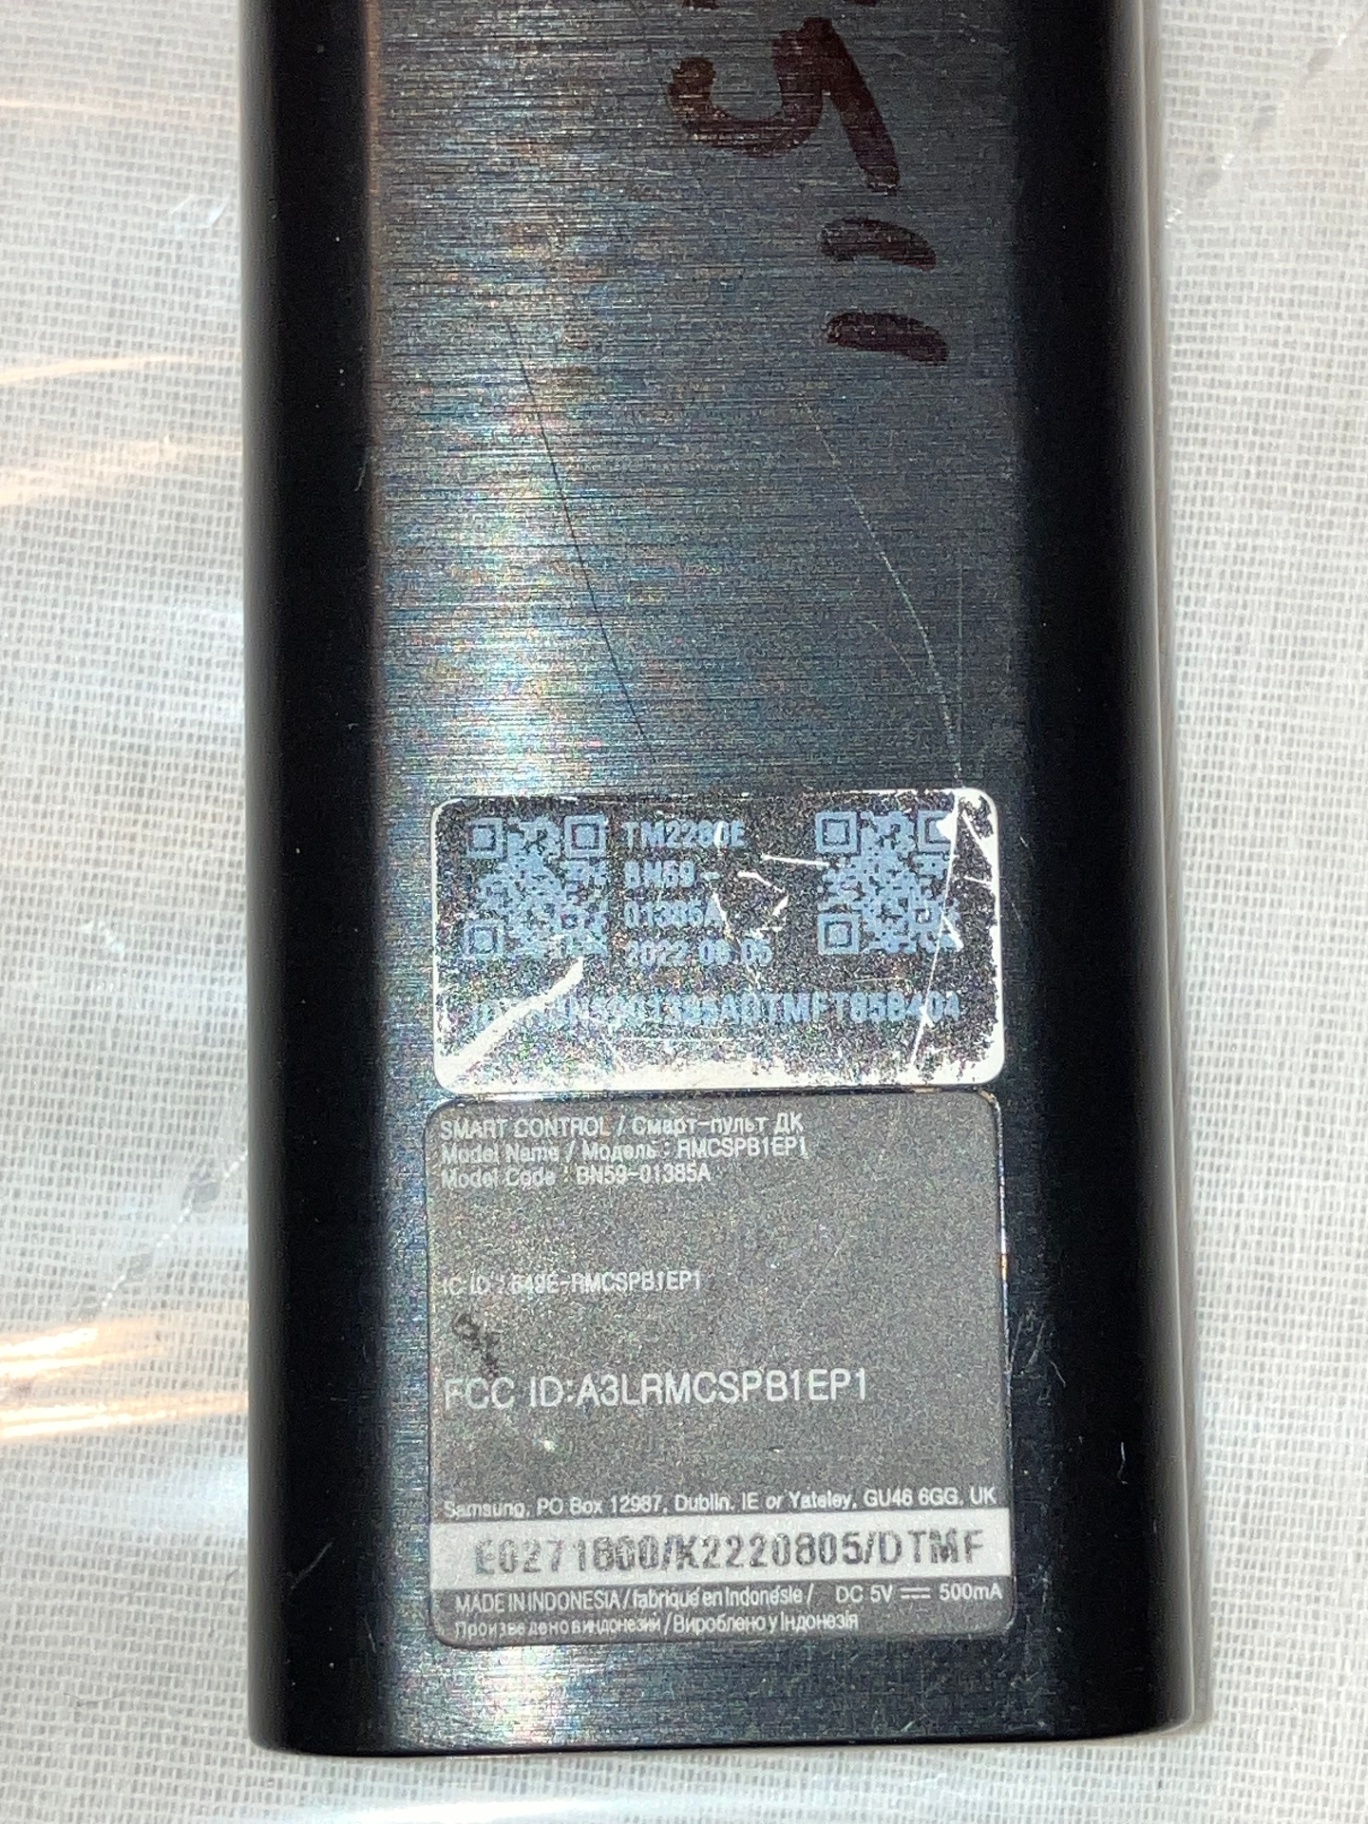 5"
TM2280E
BN59-
01385A
2022.08.05
SMART CONTROL / Смарт-пульт ДК
Model Name / Модель : RMCSPB1EP1
Model Code : BN59-01385A
IC ID : 649E-RMCSPB1EP1
FCC ID:A3LRMCSPB1EP1
Samsung, PO Box 12987, Dublin. IE or Yateley, GU46 6GG, UK
E0271800/K2220805/DTMF
MADE IN INDONESIA / fabriqué en Indonésie / DC 5V ⎓ 500mA
Произведено в индонезии / Вироблено у Індонезія